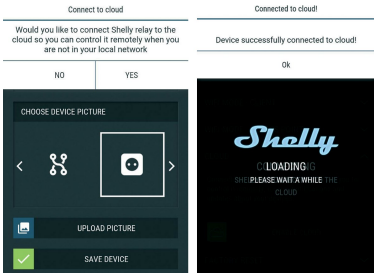 Connect to cloud
Would you like to connect Shelly relay to the
cloud so you can control it remotely when you
are not in your local network
NO
YES
CHOOSE DEVICE PICTURE
UPLOAD PICTURE
SAVE DEVICE
Connected to cloud!
Device successfully connected to cloud!
Ok
Shelly
LOADING
PLEASE WAIT A WHILE
THE
CLOUD